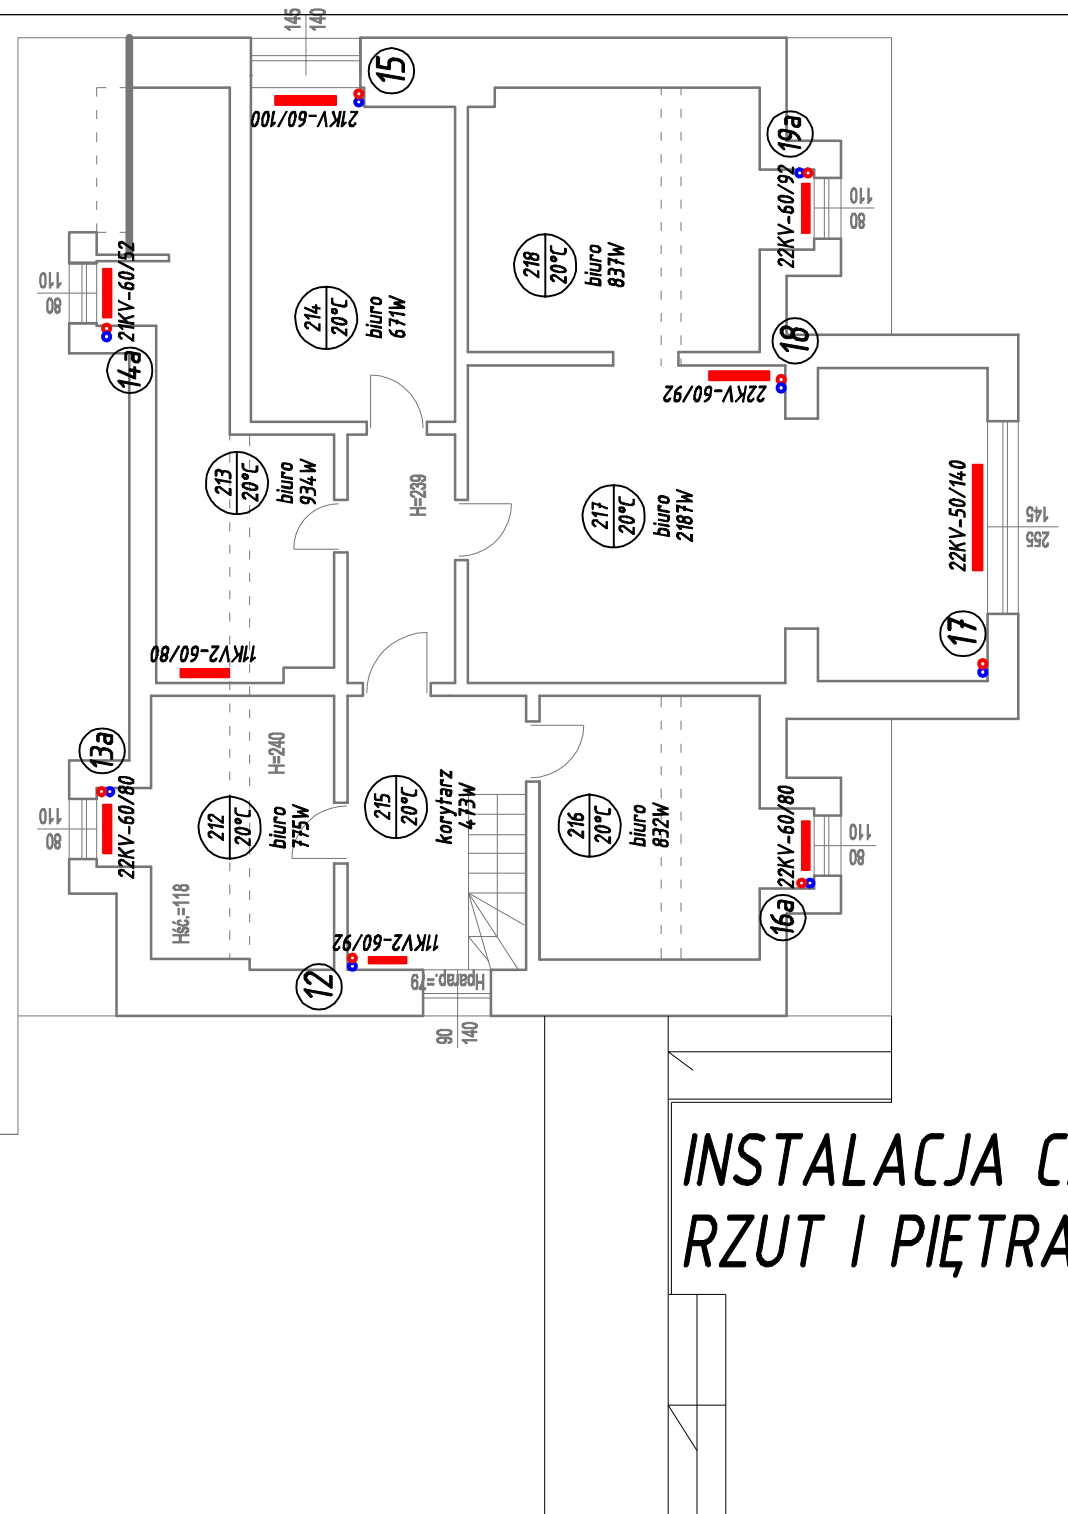 145
140
15
21KV-60/100
19a
22KV-60/92
110
80
218
20°C
biuro
837W
110
80
21KV-60/52
14a
214
20°C
biuro
671W
18
22KV-60/92
213
20°C
biuro
934W
H=239
217
20°C
biuro
2187W
22KV-50/140
145
255
17
11KV2-60/80
13a
22KV-60/80
110
80
H=240
212
20°C
biuro
775W
215
20°C
korytarz
473W
216
20°C
biuro
832W
22KV-60/80
110
80
16a
Hśc.=118
11KV2-60/92
12
Hparap.=79
90
140
INSTALACJA C
RZUT I PIĘTRA